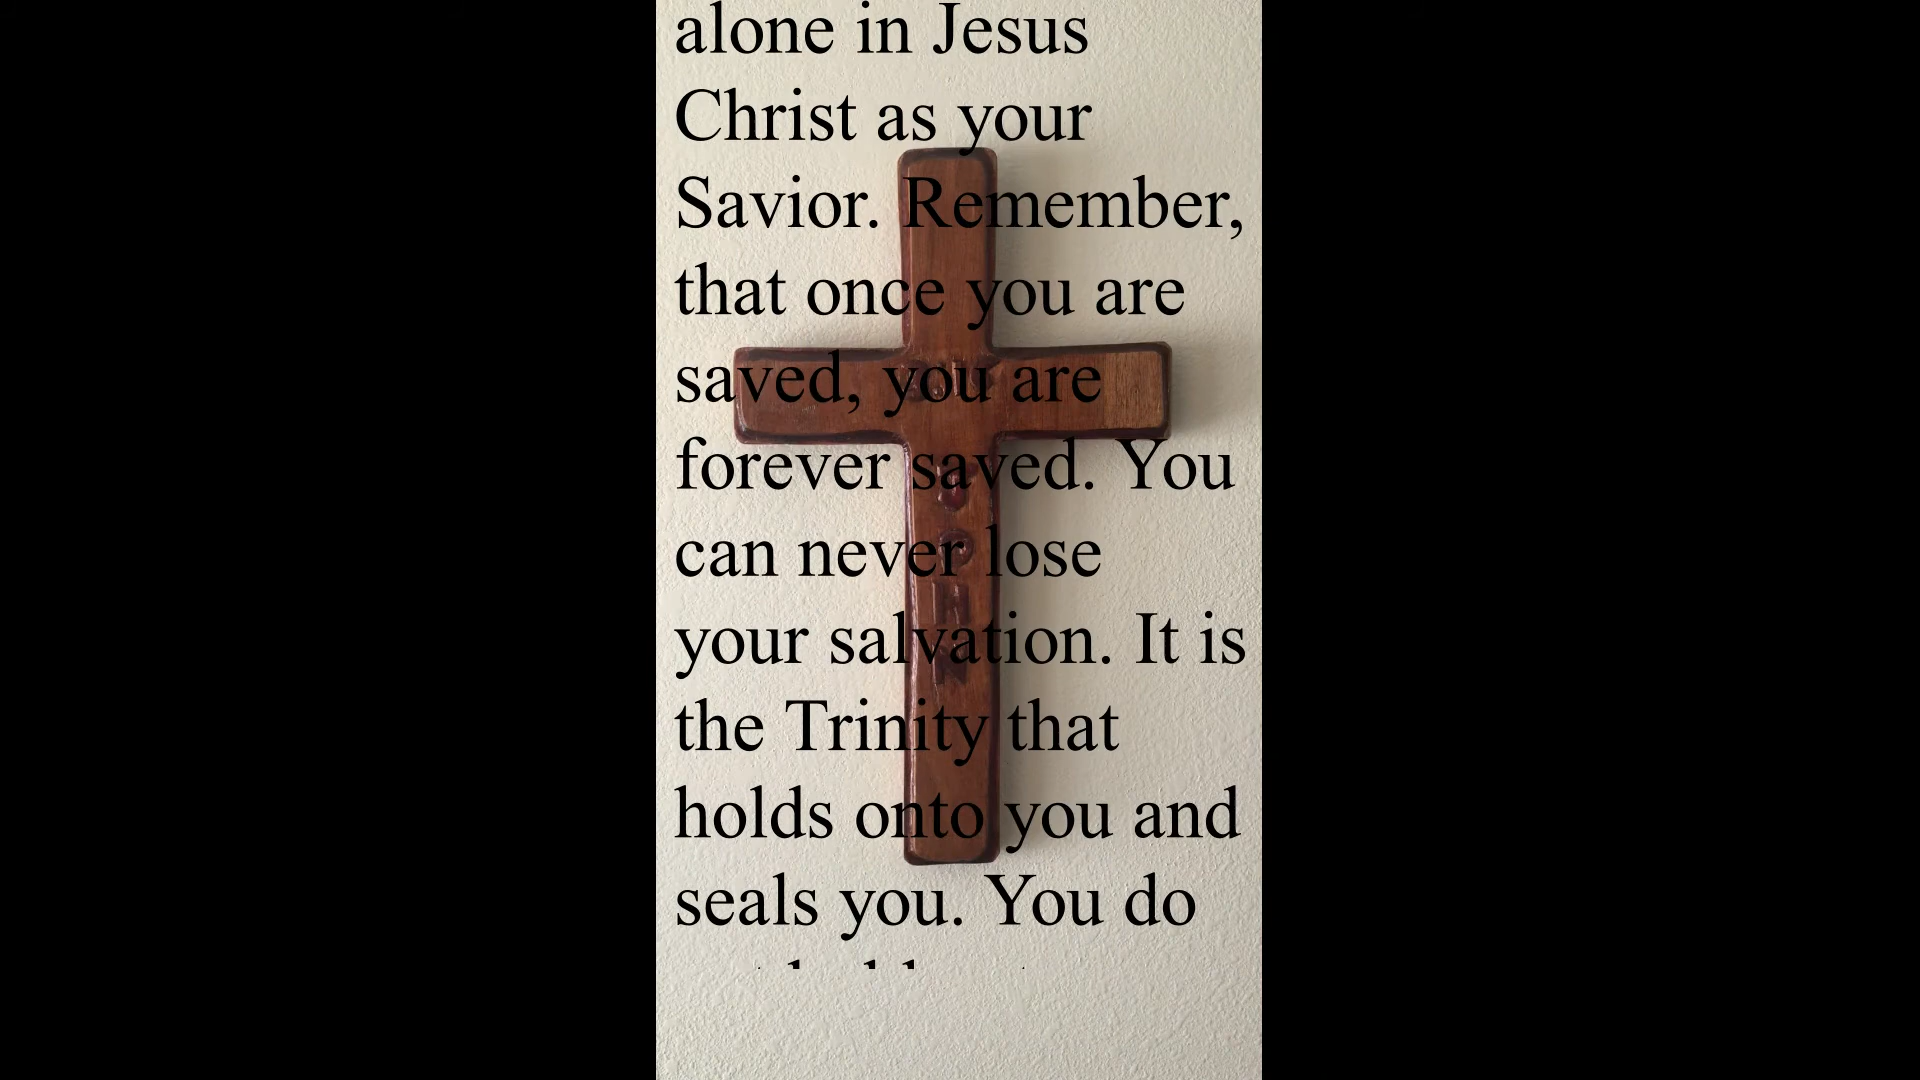 alone in Jesus
Christ as your
Savior. Remember,
that once you are
saved, you are
forever saved. You
can never lose
your salvation. It is
the Trinity that
holds onto you and
seals you. You do